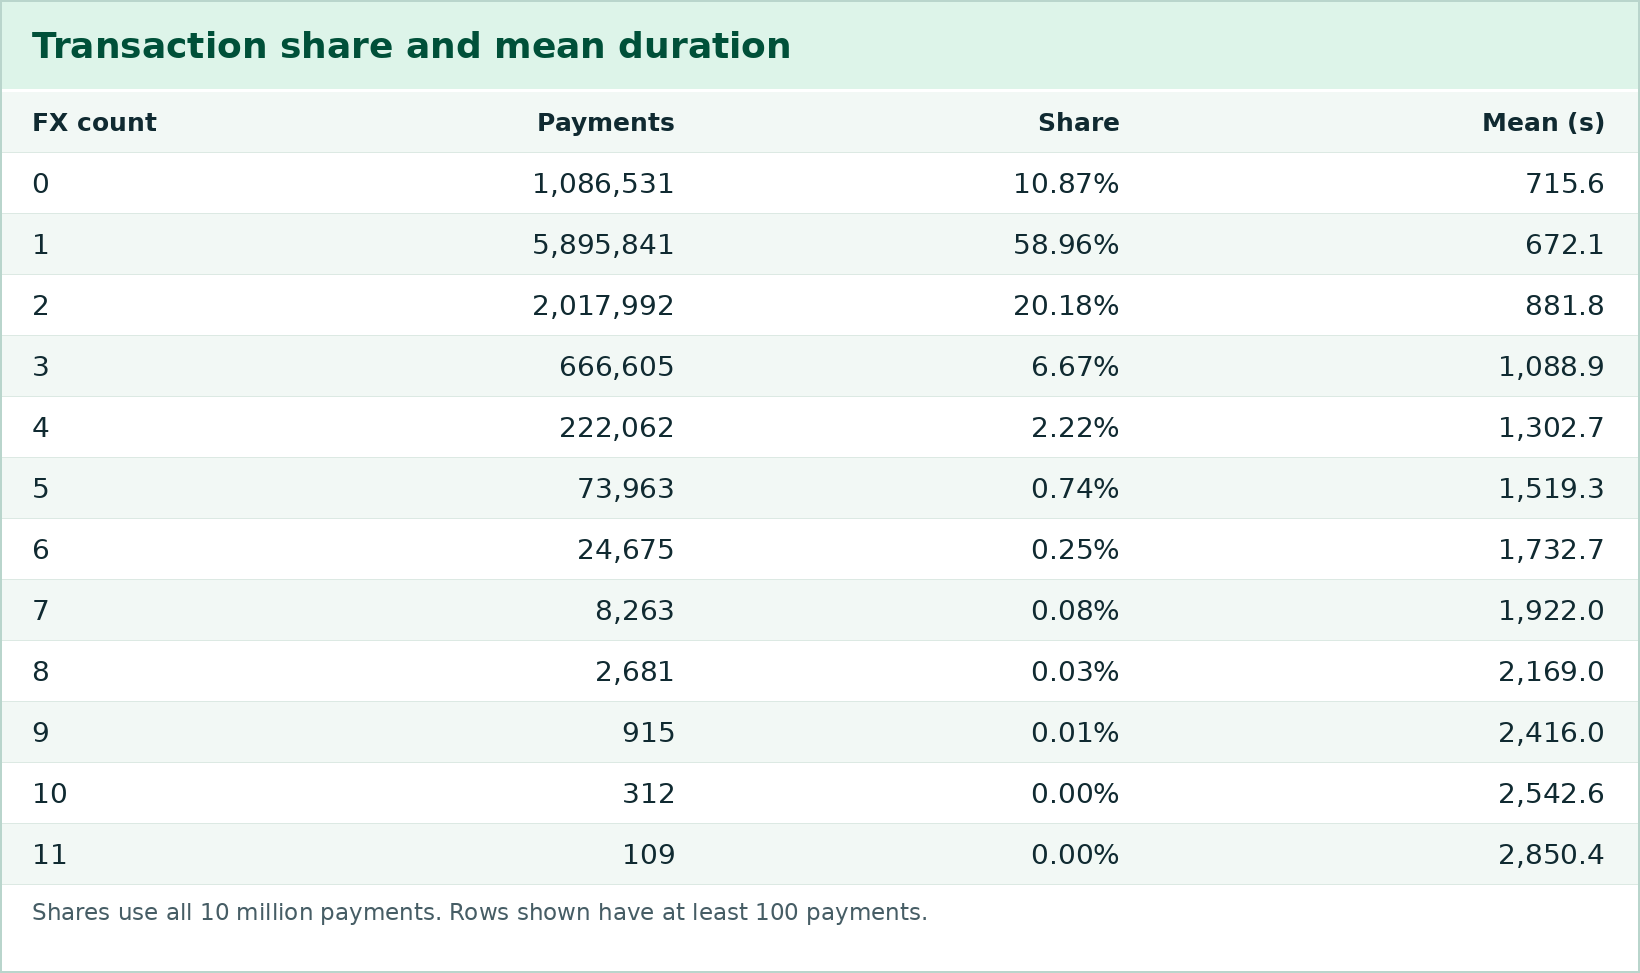 Transaction share and mean duration
FX count Payments Share Mean (s)
0 1,086,531 10.87% 715.6
1 5,895,841 58.96% 672.1
2 2,017,992 20.18% 881.8
3 666,605 6.67% 1,088.9
4 222,062 2.22% 1,302.7
5 73,963 0.74% 1,519.3
6 24,675 0.25% 1,732.7
7 8,263 0.08% 1,922.0
8 2,681 0.03% 2,169.0
9 915 0.01% 2,416.0
10 312 0.00% 2,542.6
11 109 0.00% 2,850.4
Shares use all 10 million payments. Rows shown have at least 100 payments.